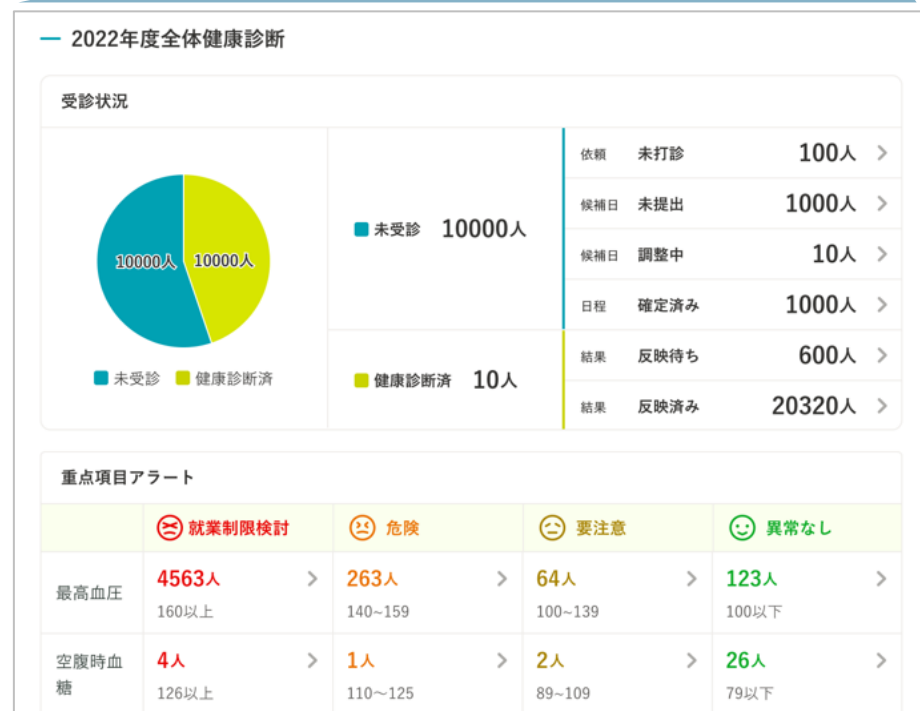 2022年度全体健康診断
受診状況
10000人 10000人
未受診 健康診断済
未受診 10000人
健康診断済 10人
依頼 未打診 100人
候補日 未提出 1000人
候補日 調整中 10人
日程 確定済み 1000人
結果 反映待ち 600人
結果 反映済み 20320人
重点項目アラート
就業制限検討 危険 要注意 異常なし
最高血圧
4563人 263人 64人 123人
160以上 140~159 100~139 100以下
空腹時血
糖
4人 1人 2人 26人
126以上 110〜125 89~109 79以下